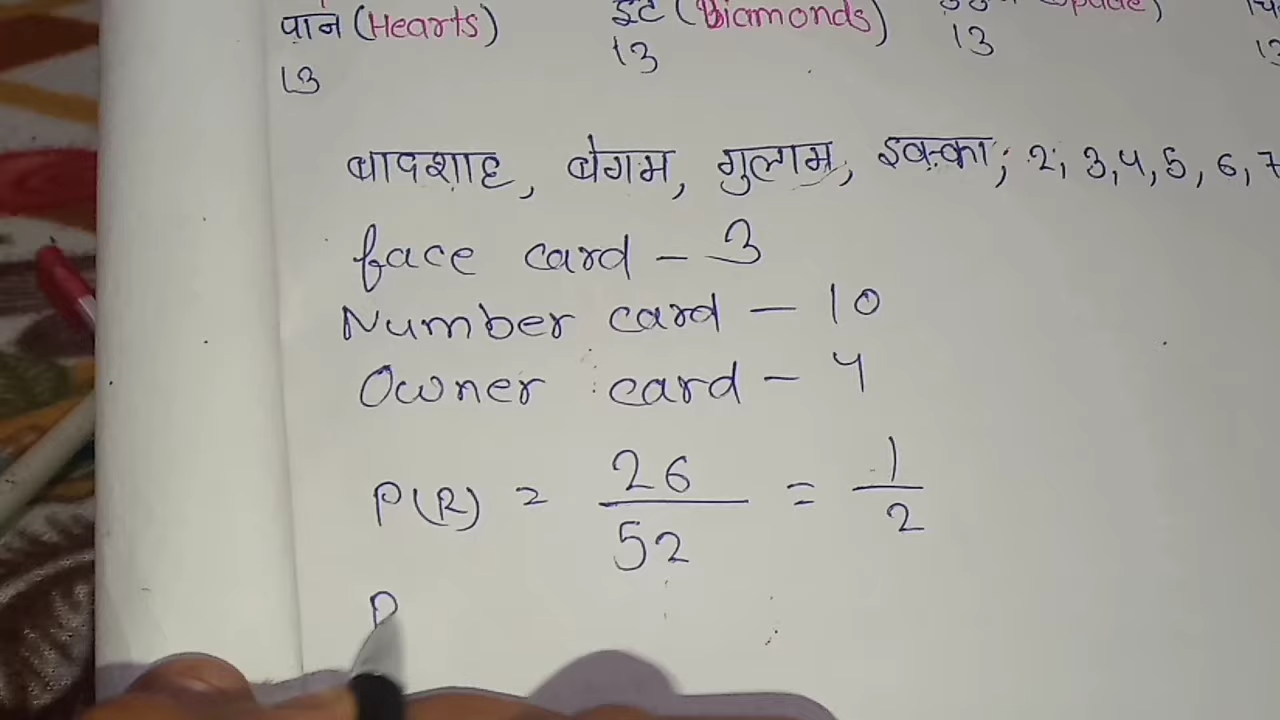 पान (Hearts) ईंट (Diamonds)
13 13 13
बादशाह, बेगम, गुलाम, इक्का; 2, 3, 4, 5, 6, 7
face card - 3
Number card - 10
Owner card - 4
P(R) = 26/52 = 1/2
P